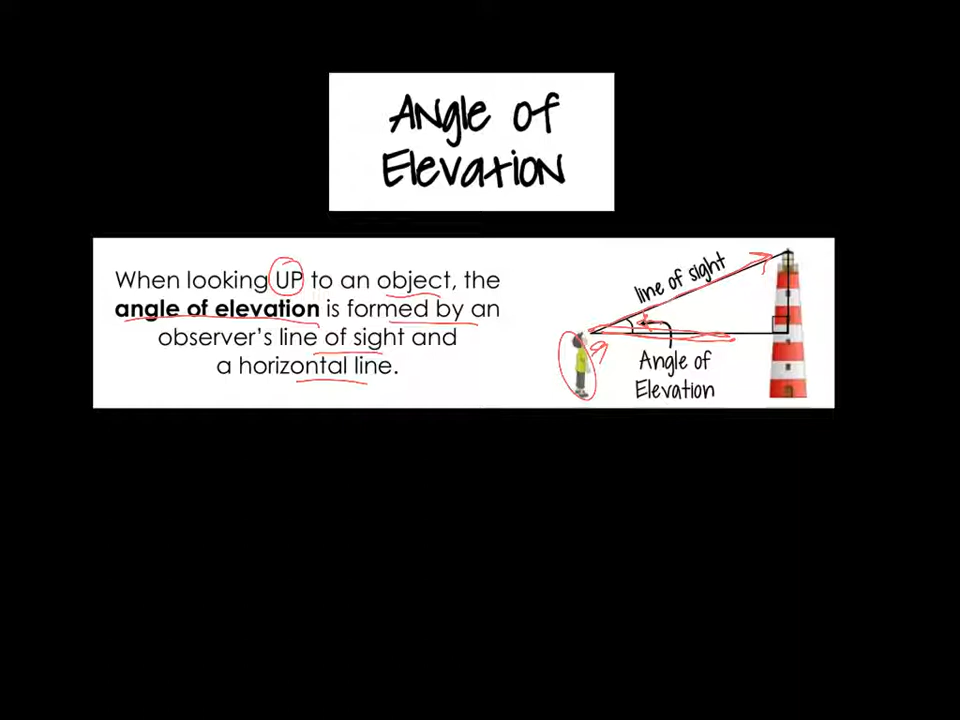 Angle of
Elevation
When looking UP to an object, the
angle of elevation is formed by an
observer's line of sight and
a horizontal line.
line of sight
Angle of
Elevation